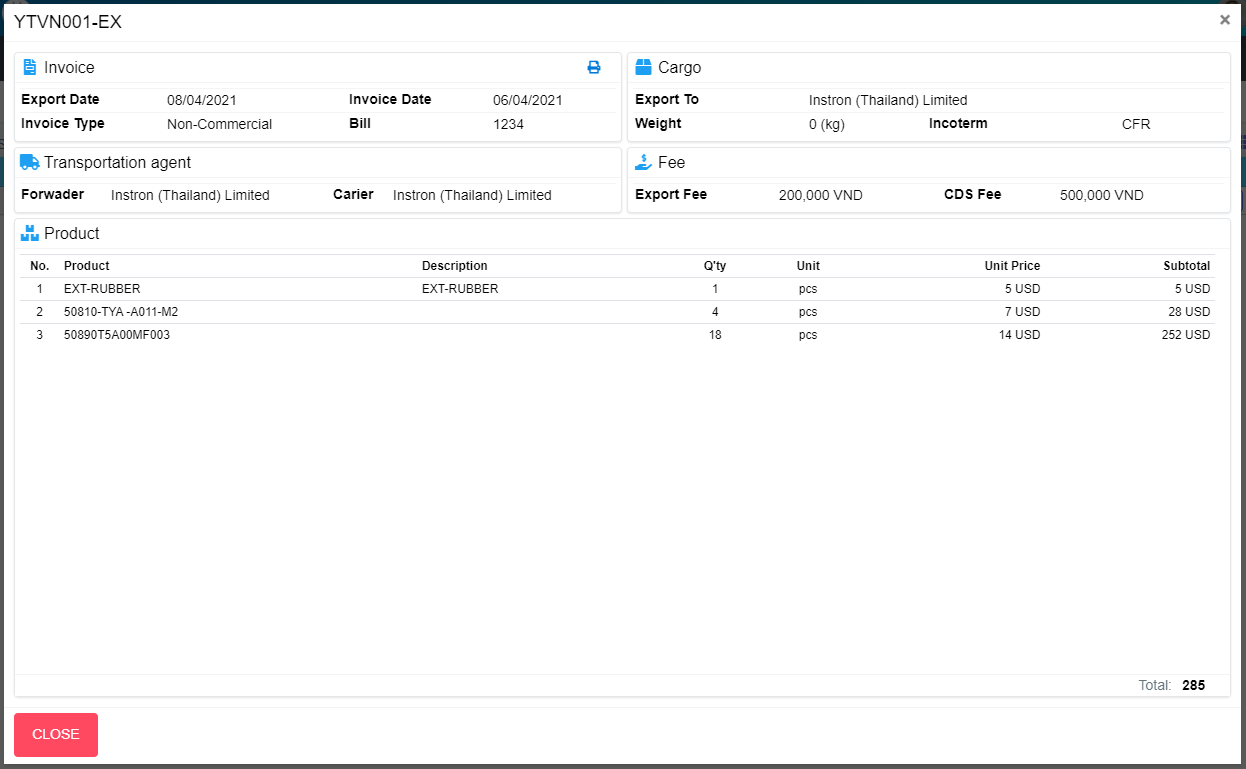 YTVN001-EX ×
Invoice
Export Date 08/04/2021 Invoice Date 06/04/2021
Invoice Type Non-Commercial Bill 1234
Cargo
Export To Instron (Thailand) Limited
Weight 0 (kg) Incoterm CFR
Transportation agent
Forwader Instron (Thailand) Limited Carier Instron (Thailand) Limited
Fee
Export Fee 200,000 VND CDS Fee 500,000 VND
Product
No. Product Description Q'ty Unit Unit Price Subtotal
1 EXT-RUBBER EXT-RUBBER 1 pcs 5 USD 5 USD
2 50810-TYA -A011-M2 4 pcs 7 USD 28 USD
3 50890T5A00MF003 18 pcs 14 USD 252 USD
Total: 285
CLOSE